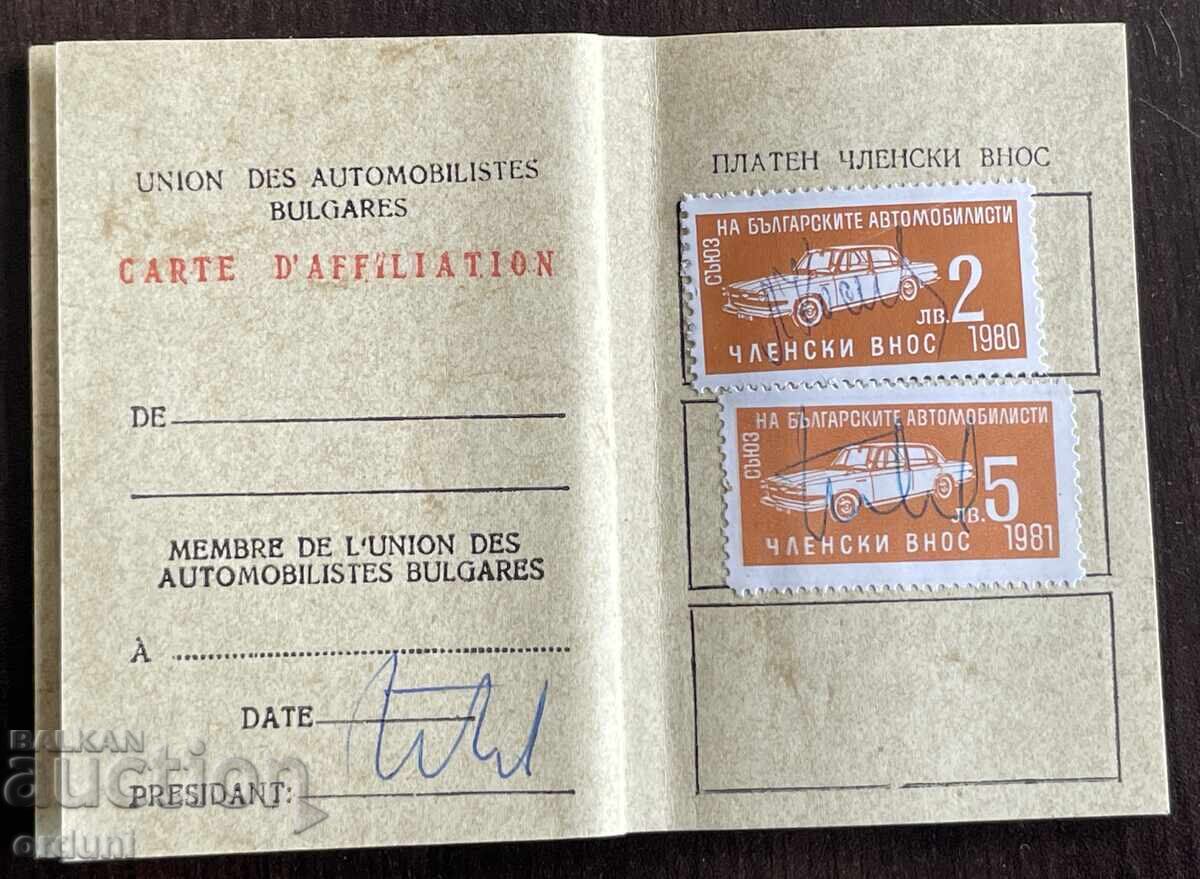 UNION DES AUTOMOBILISTES
BULGARES
CARTE D'AFFILIATION
DE
MEMBRE DE L'UNION DES
AUTOMOBILISTES BULGARES
À
DATE
PRESIDANT:
ПЛАТЕН ЧЛЕНСКИ ВНОС
СЪЮЗ НА БЪЛГАРСКИТЕ АВТОМОБИЛИСТИ
лв. 2
ЧЛЕНСКИ ВНОС 1980
СЪЮЗ НА БЪЛГАРСКИТЕ АВТОМОБИЛИСТИ
лв. 5
ЧЛЕНСКИ ВНОС 1981
BALKAN
auction
orduni